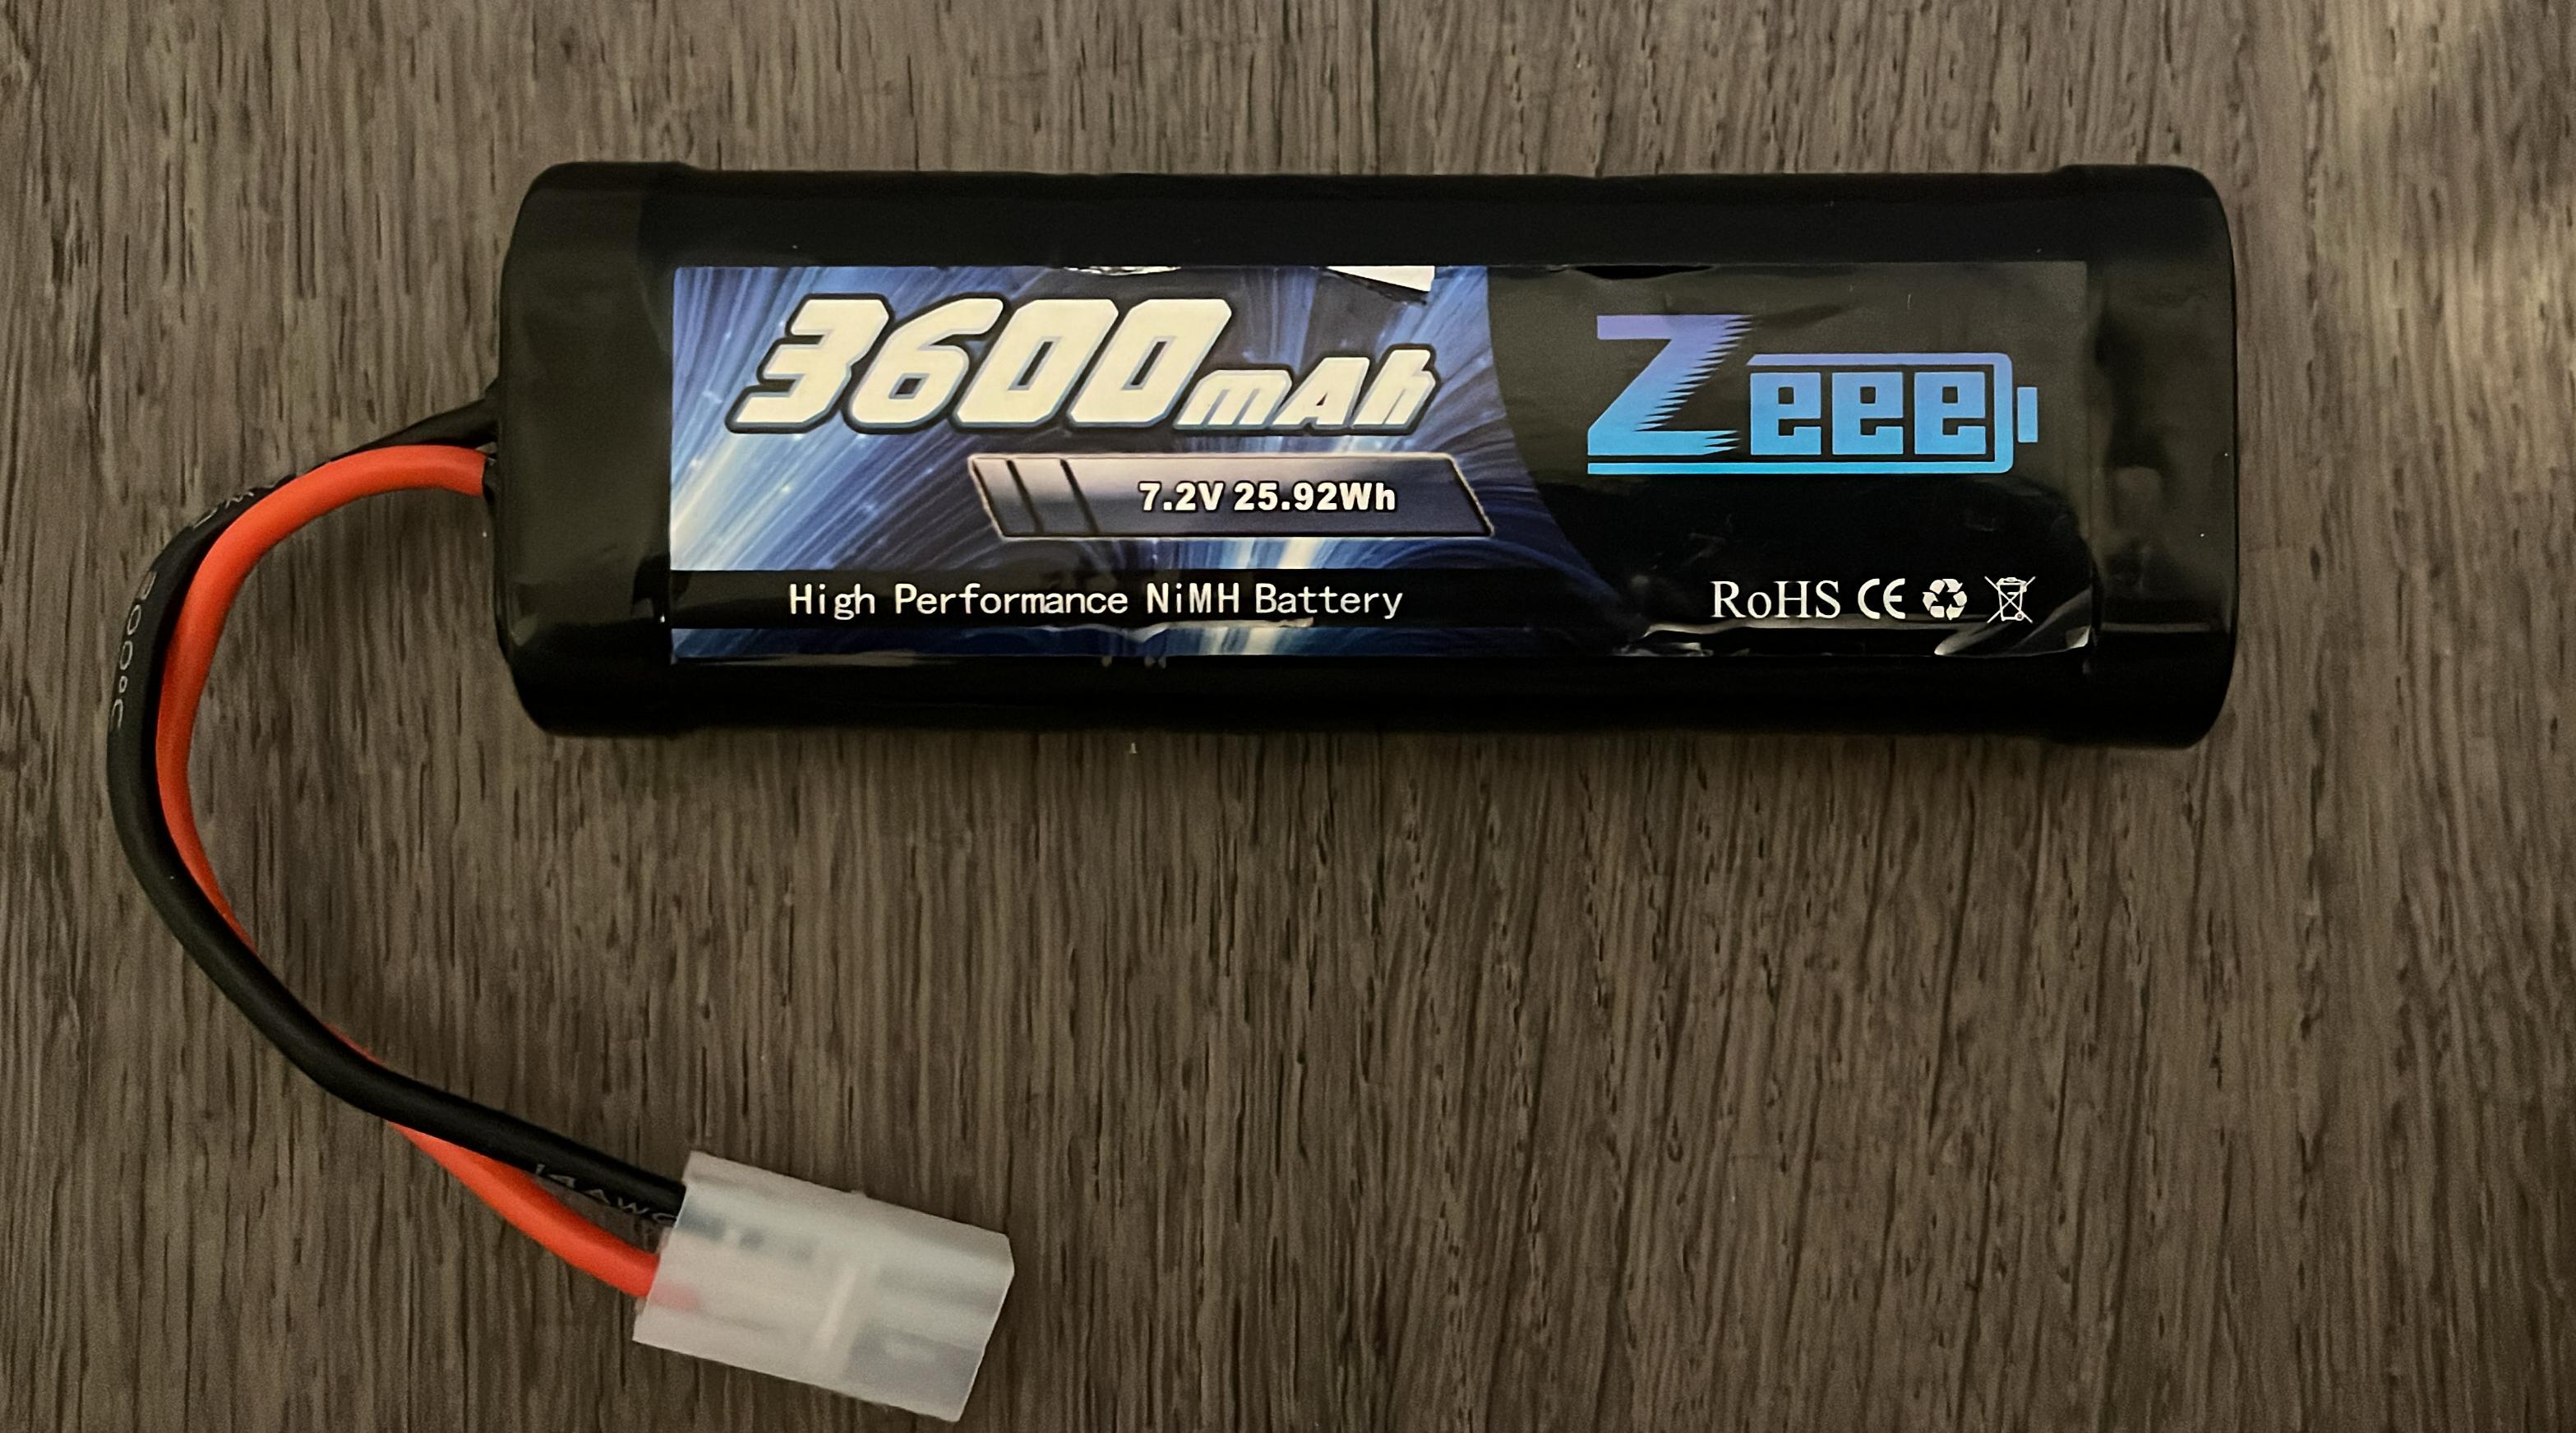 3600mAh
Zeee
7.2V 25.92Wh
High Performance NiMH Battery
RoHS CE
200°C
14AWG